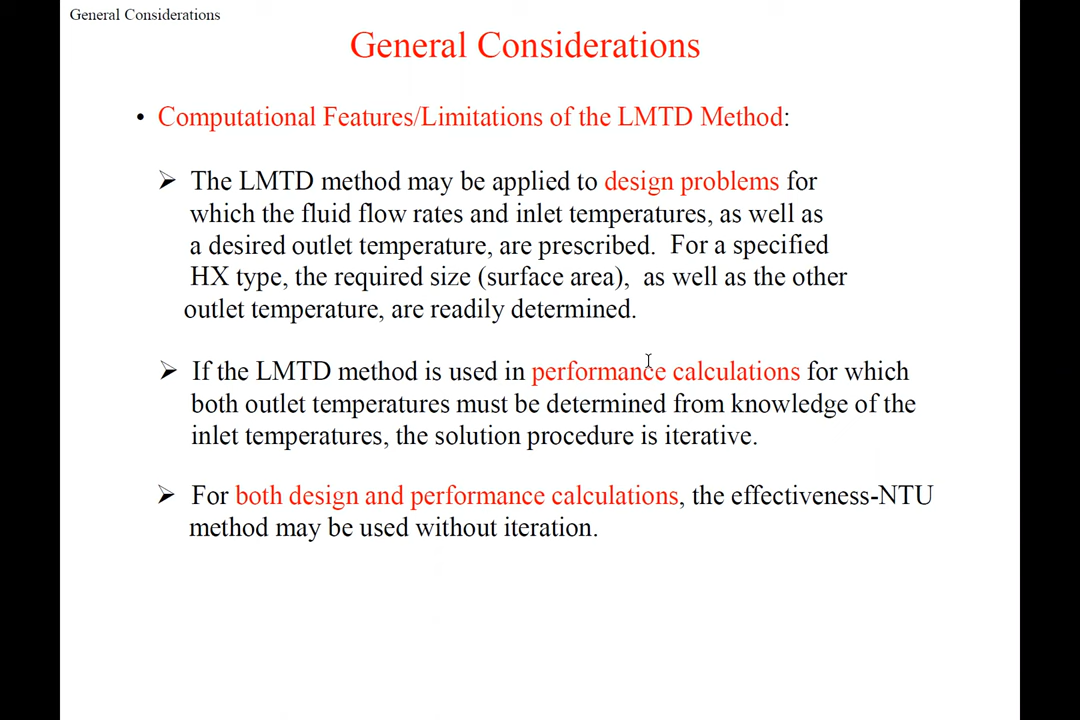 General Considerations
General Considerations
• Computational Features/Limitations of the LMTD Method:
➢ The LMTD method may be applied to design problems for
which the fluid flow rates and inlet temperatures, as well as
a desired outlet temperature, are prescribed. For a specified
HX type, the required size (surface area), as well as the other
outlet temperature, are readily determined.
➢ If the LMTD method is used in performance calculations for which
both outlet temperatures must be determined from knowledge of the
inlet temperatures, the solution procedure is iterative.
➢ For both design and performance calculations, the effectiveness-NTU
method may be used without iteration.